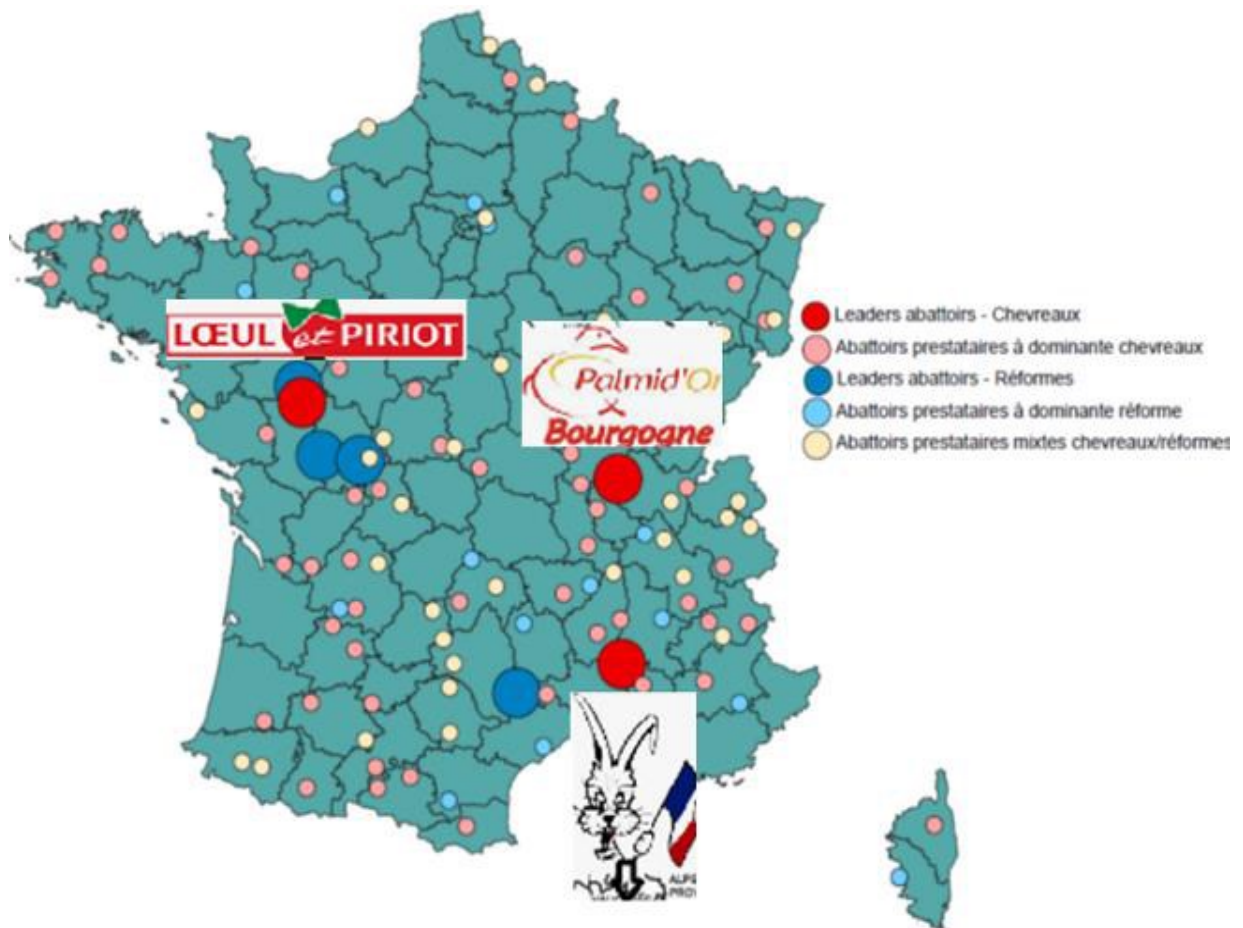 LŒUL et PIRIOT
Palmid'Or
x
Bourgogne
Leaders abattoirs - Chevreaux
Abattoirs prestataires à dominante chevreaux
Leaders abattoirs - Réformes
Abattoirs prestataires à dominante réforme
Abattoirs prestataires mixtes chevreaux/réformes